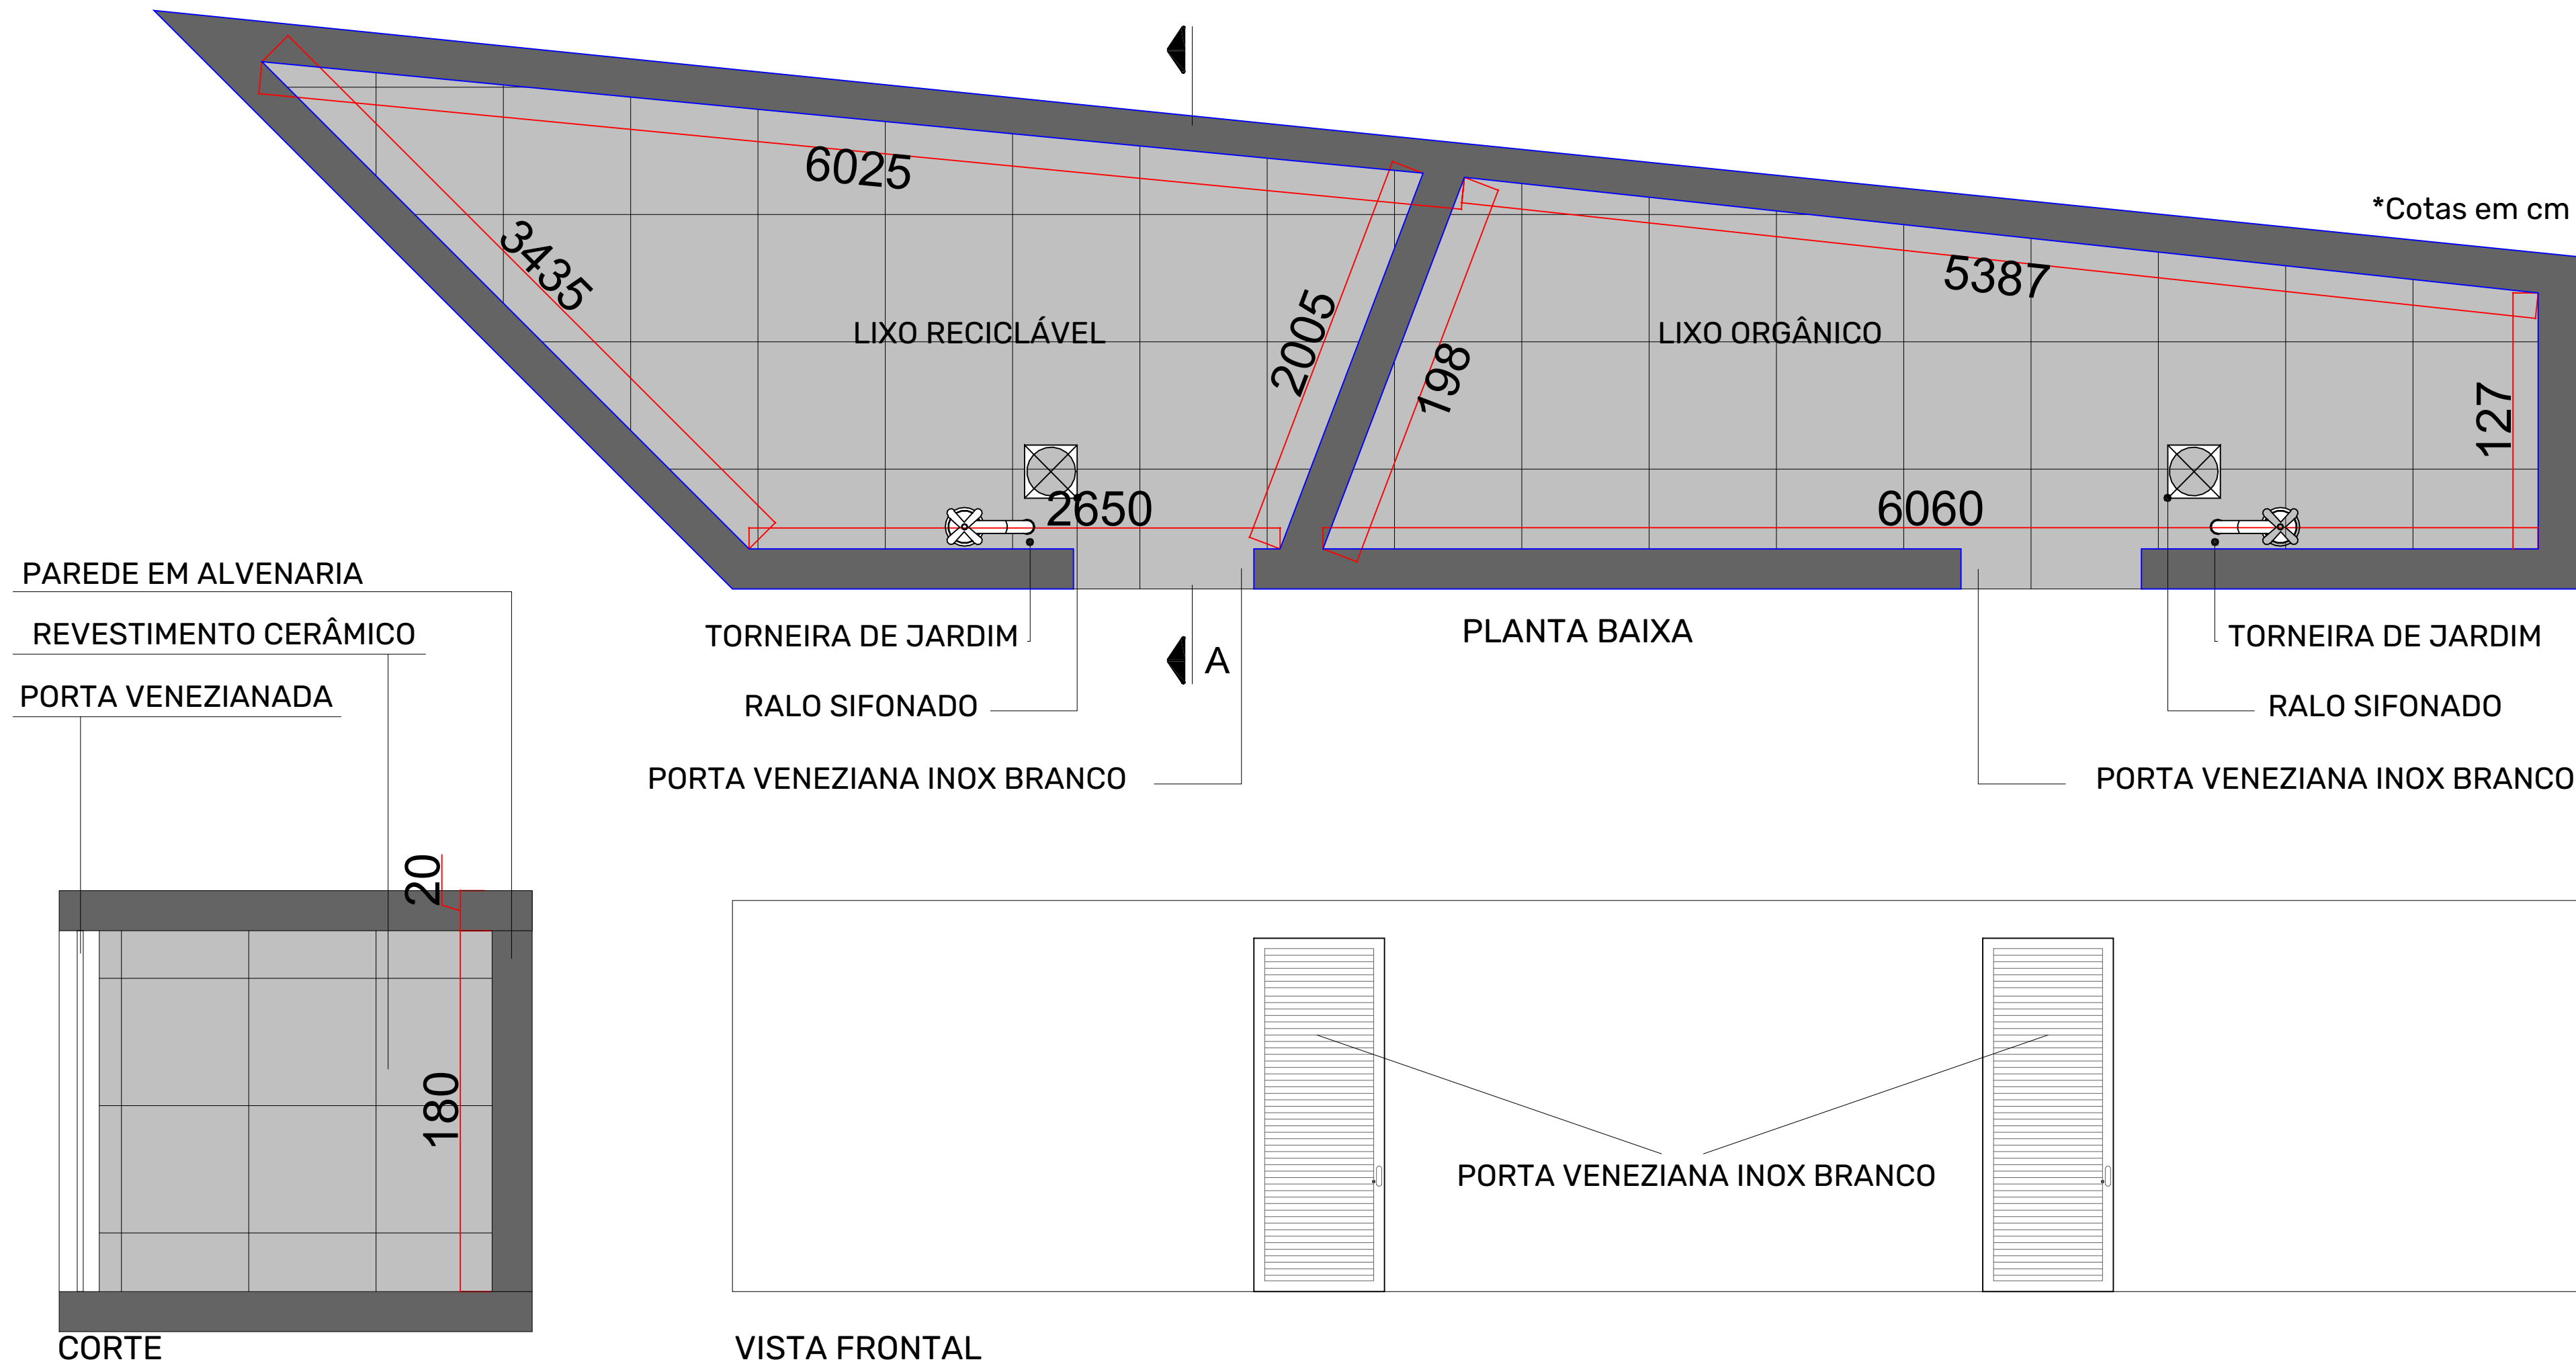 6025
*Cotas em cm
3435
5387
LIXO RECICLÁVEL
2005
LIXO ORGÂNICO
198
127
2650
6060
PAREDE EM ALVENARIA
REVESTIMENTO CERÂMICO
PORTA VENEZIANADA
TORNEIRA DE JARDIM
PLANTA BAIXA
TORNEIRA DE JARDIM
A
RALO SIFONADO
RALO SIFONADO
PORTA VENEZIANA INOX BRANCO
PORTA VENEZIANA INOX BRANCO
20
180
PORTA VENEZIANA INOX BRANCO
CORTE
VISTA FRONTAL